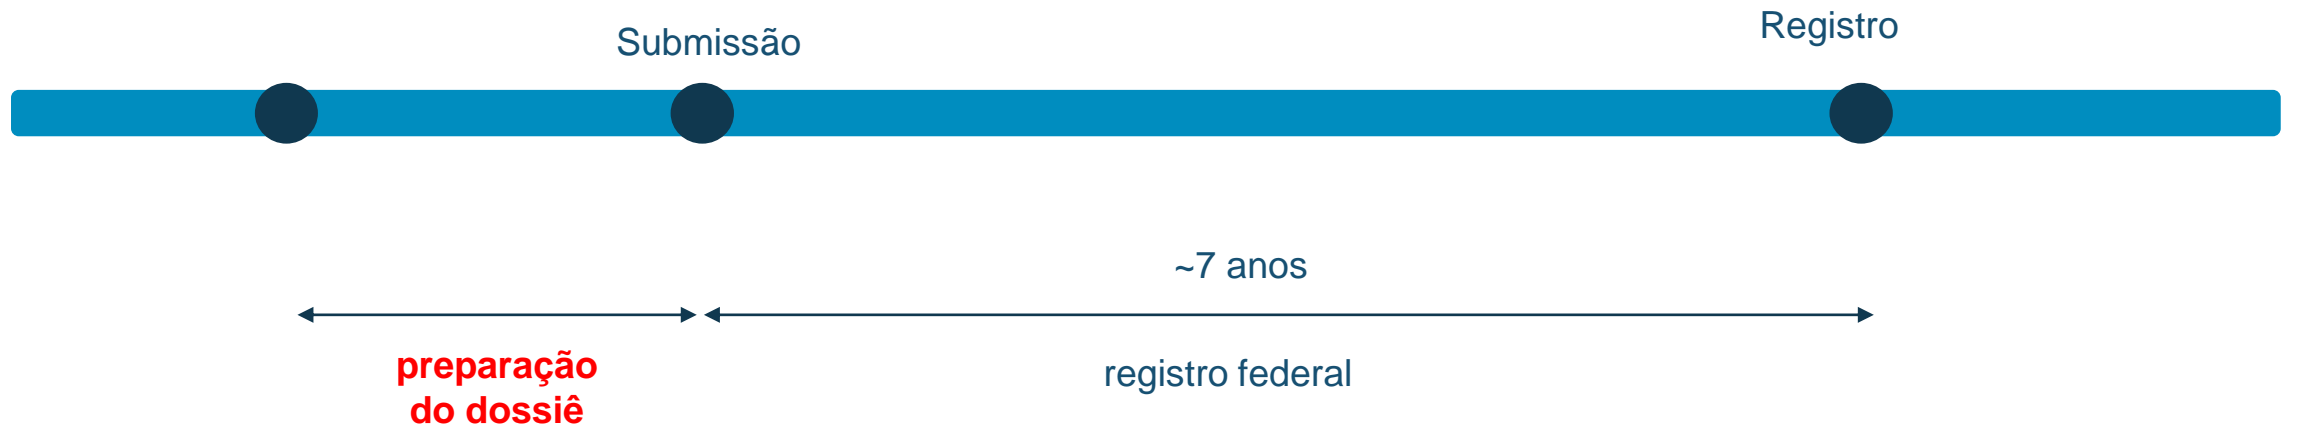 Submissão
Registro
~7 anos
preparação
do dossiê
registro federal